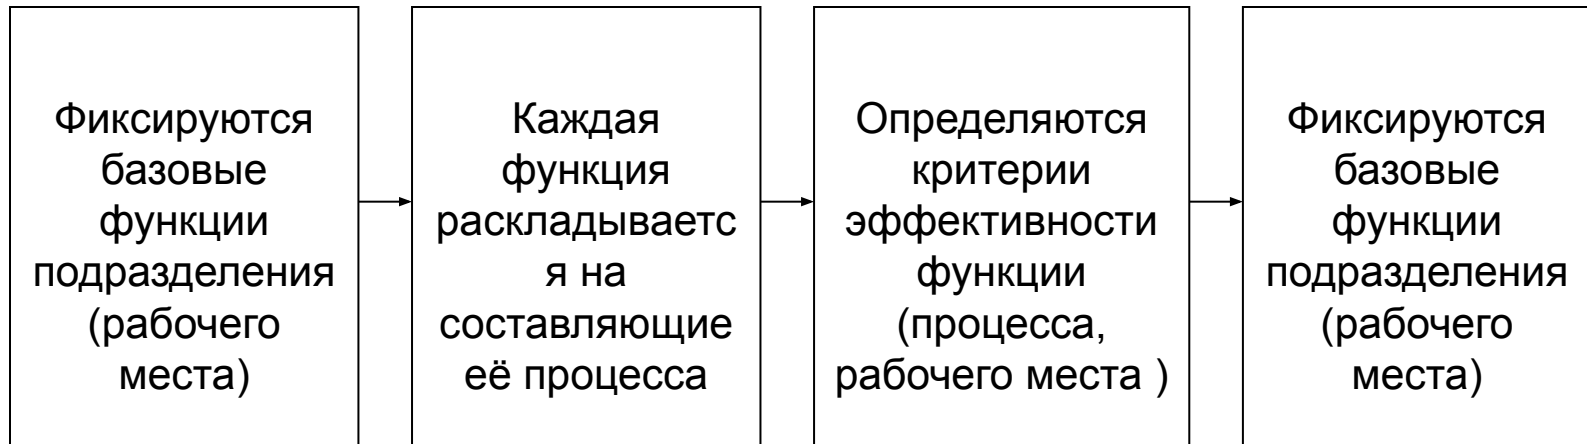 Фиксируются
базовые
функции
подразделения
(рабочего
места)
Каждая
функция
раскладываетс
я на
составляющие
её процесса
Определяются
критерии
эффективности
функции
(процесса,
рабочего места )
Фиксируются
базовые
функции
подразделения
(рабочего
места)